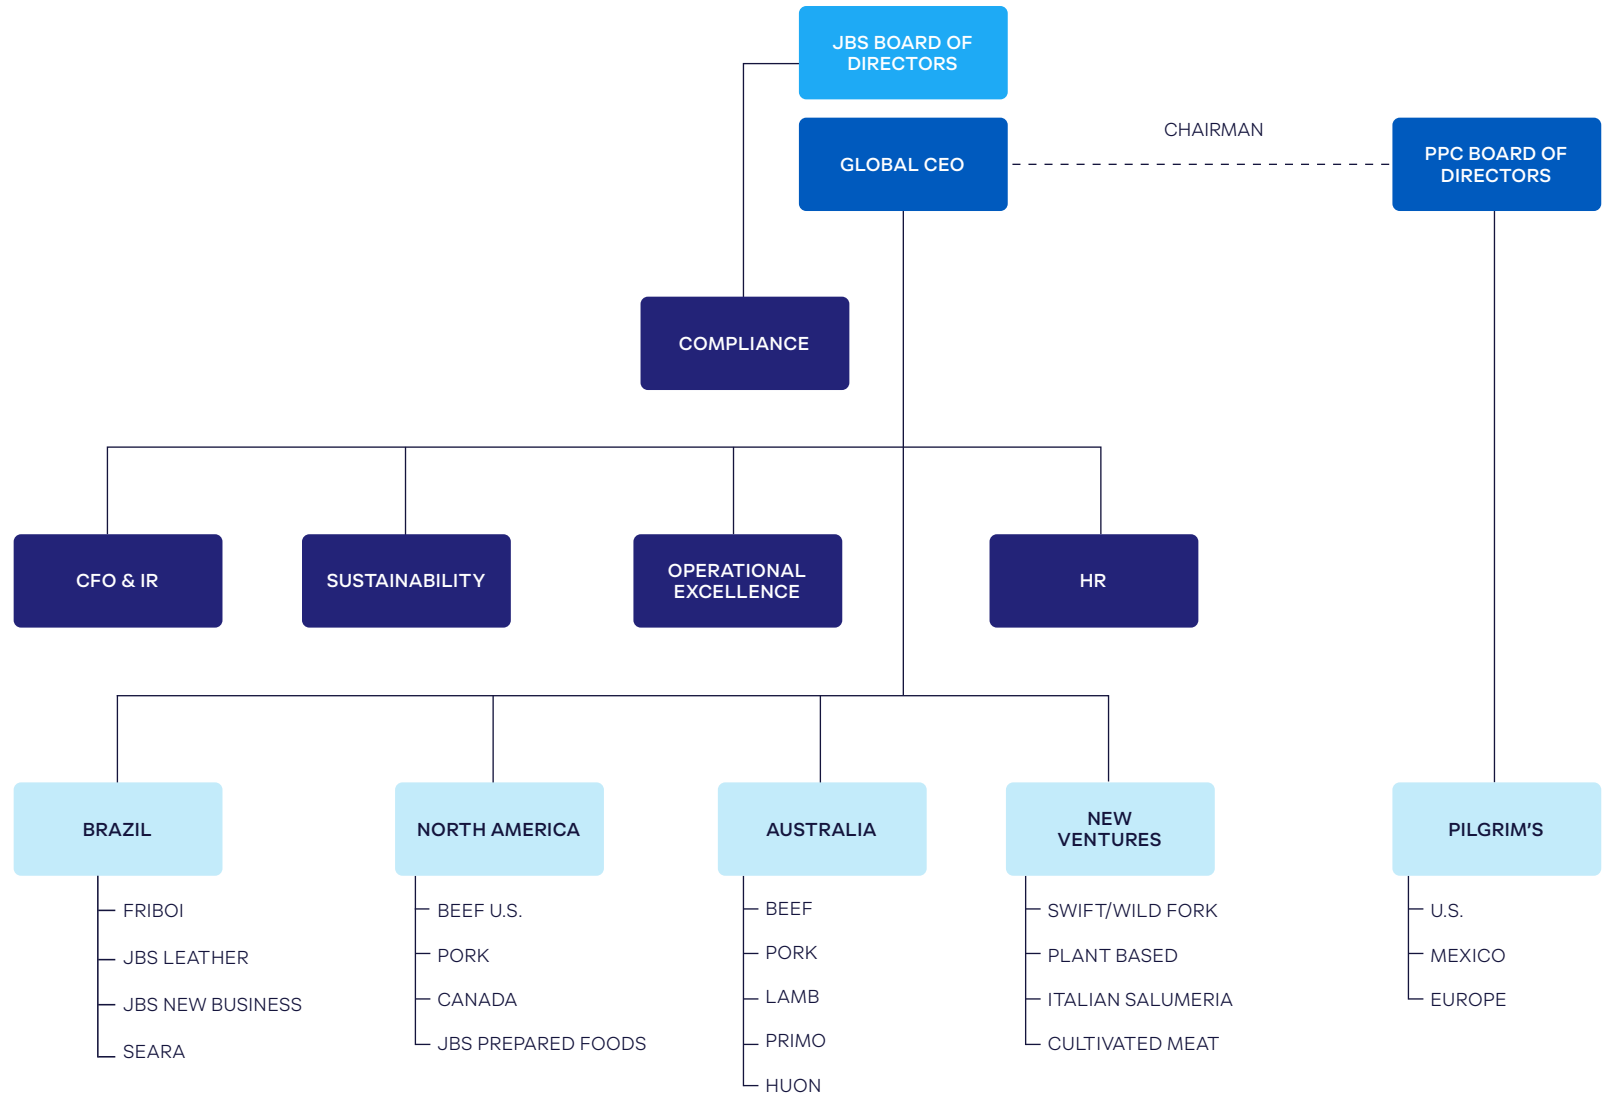 JBS BOARD OF
DIRECTORS
CHAIRMAN
GLOBAL CEO
PPC BOARD OF
DIRECTORS
COMPLIANCE
CFO & IR
SUSTAINABILITY
OPERATIONAL
EXCELLENCE
HR
BRAZIL
FRIBOI
JBS LEATHER
JBS NEW BUSINESS
SEARA
NORTH AMERICA
BEEF U.S.
PORK
CANADA
JBS PREPARED FOODS
AUSTRALIA
BEEF
PORK
LAMB
PRIMO
HUON
NEW
VENTURES
SWIFT/WILD FORK
PLANT BASED
ITALIAN SALUMERIA
CULTIVATED MEAT
PILGRIM’S
U.S.
MEXICO
EUROPE